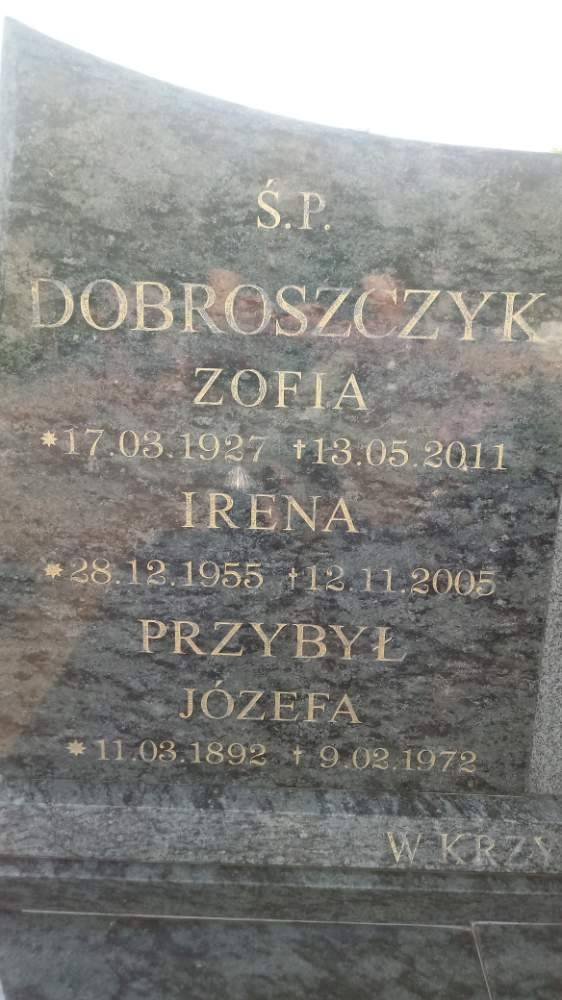 Ś.P.
DOBROSZCZYK
ZOFIA
*17.03.1927 †13.05.2011
IRENA
*28.12.1955 †12.11.2005
PRZYBYŁ
JÓZEFA
* 11.03.1892 † 9.02.1972
W KRZY